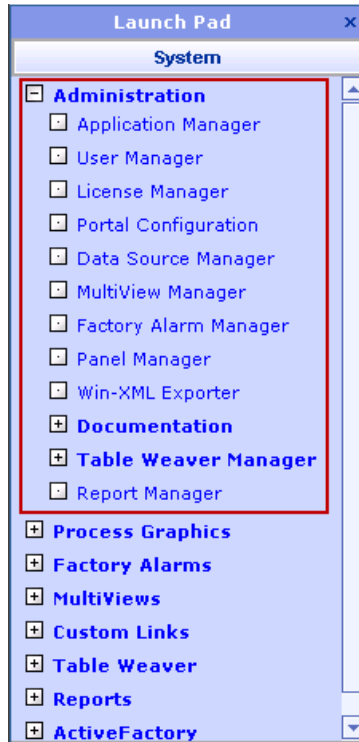 Launch Pad
System
Administration
Application Manager
User Manager
License Manager
Portal Configuration
Data Source Manager
MultiView Manager
Factory Alarm Manager
Panel Manager
Win-XML Exporter
Documentation
Table Weaver Manager
Report Manager
Process Graphics
Factory Alarms
MultiViews
Custom Links
Table Weaver
Reports
ActiveFactory